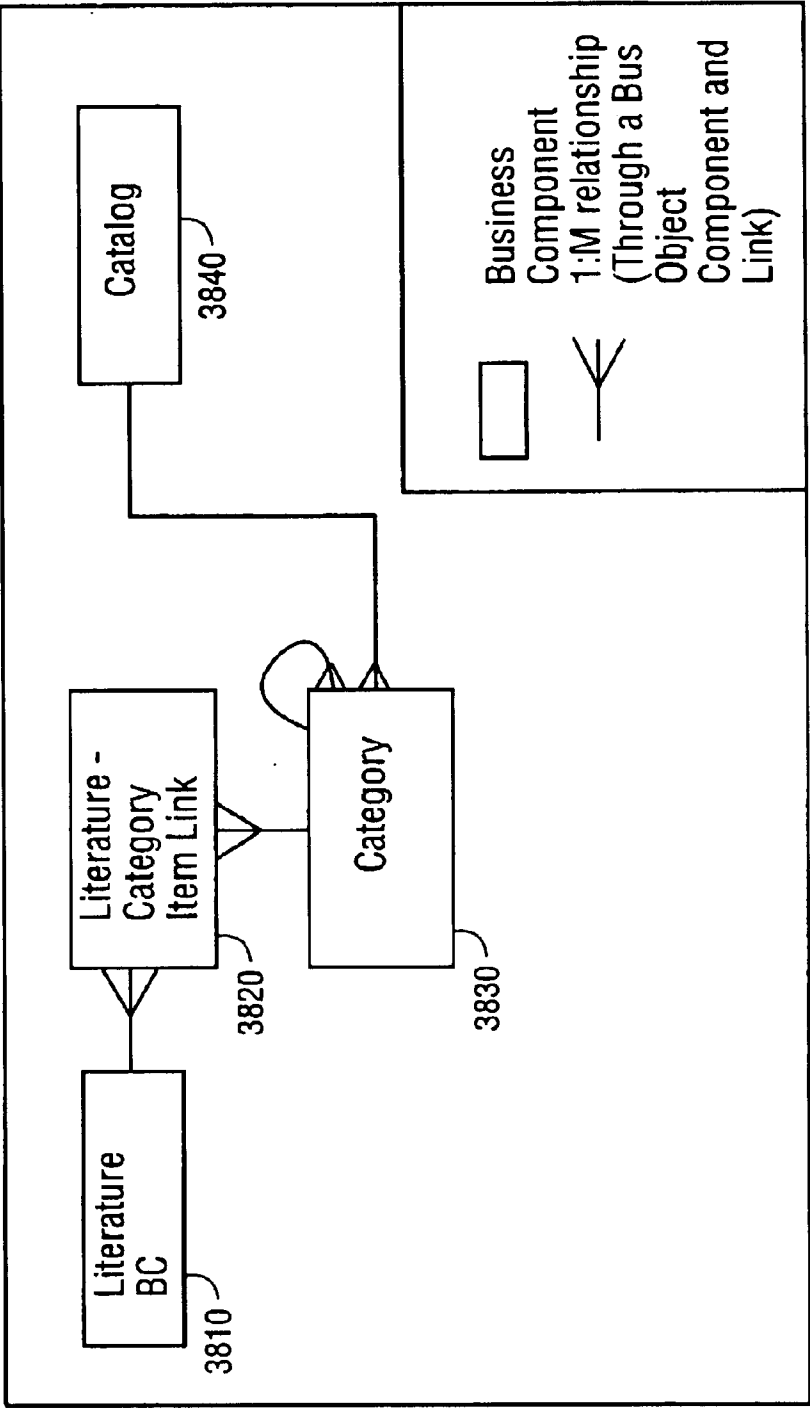 Literature
BC
3810
Literature -
Category
Item Link
3820
Category
3830
Catalog
3840
Business
Component
1:M relationship
(Through a Bus
Object
Component and
Link)